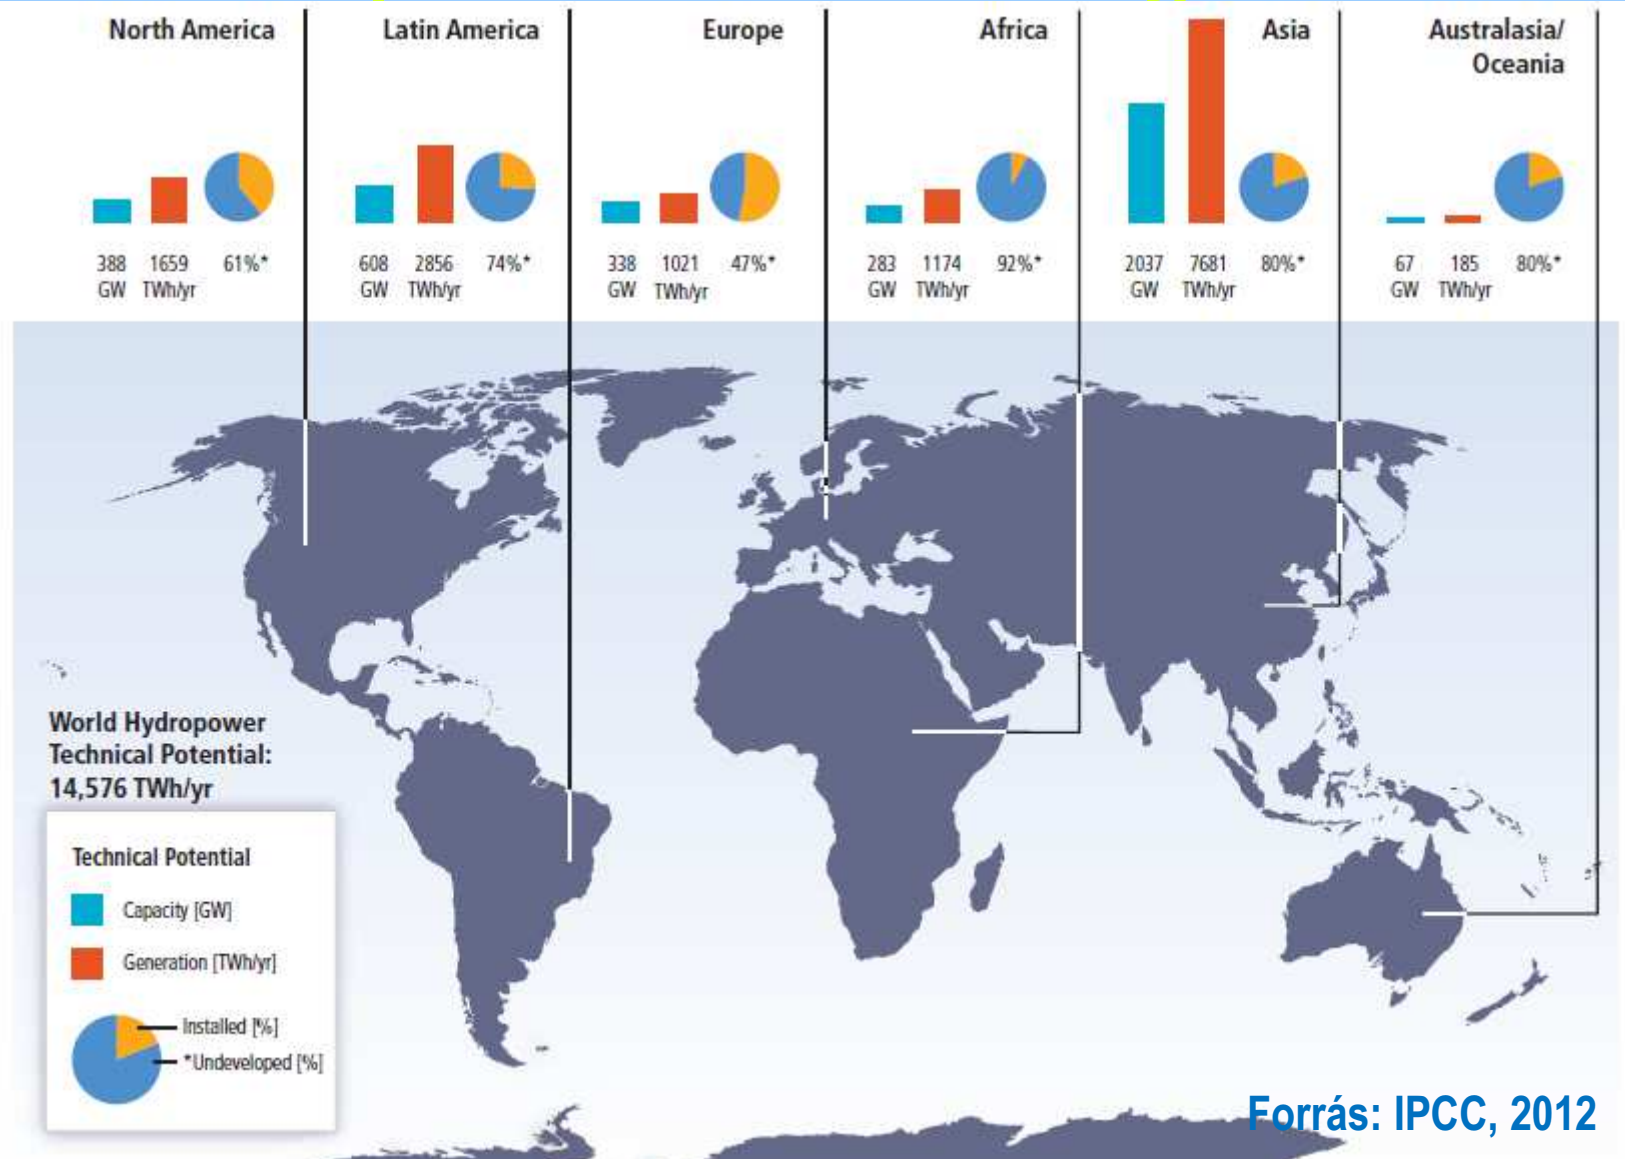 North America
388 1659 61%*
GW TWh/yr
Latin America
608 2856 74%*
GW TWh/yr
Europe
338 1021 47%*
GW TWh/yr
Africa
283 1174 92%*
GW TWh/yr
Asia
2037 7681 80%*
GW TWh/yr
Australasia/
Oceania
67 185 80%*
GW TWh/yr
World Hydropower
Technical Potential:
14,576 TWh/yr
Technical Potential
Capacity [GW]
Generation [TWh/yr]
Installed [%]
*Undeveloped [%]
Forrás: IPCC, 2012